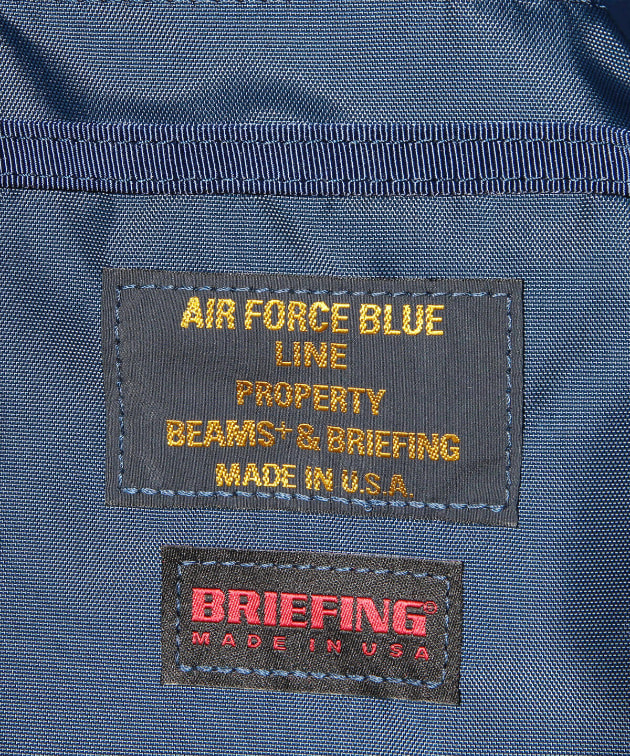 AIR FORCE BLUE
LINE
PROPERTY
BEAMS+ & BRIEFING
MADE IN U.S.A.
BRIEFING®
MADE IN USA